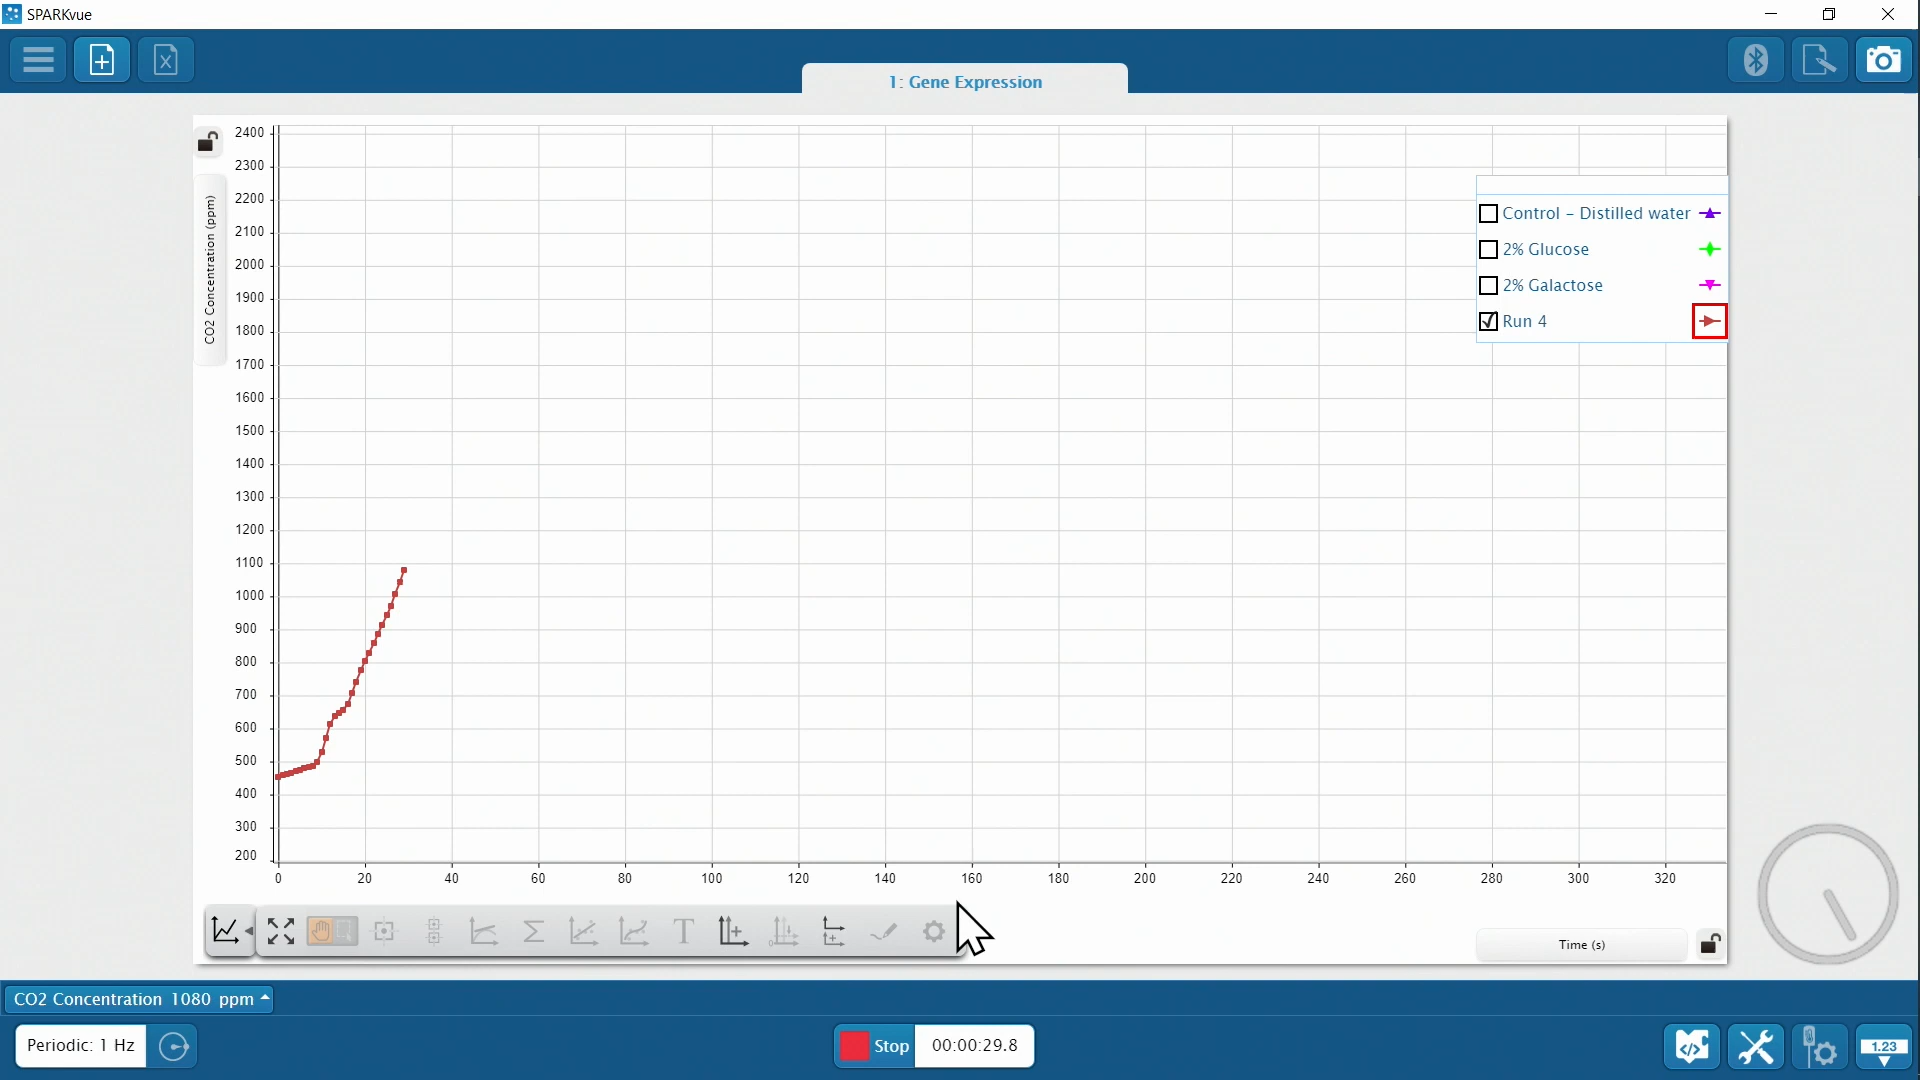 SPARKvue
1: Gene Expression
2400
2300
2200
2100
2000
1900
1800
1700
1600
1500
1400
1300
1200
1100
1000
900
800
700
600
500
400
300
200
CO2 Concentration (ppm)
Control - Distilled water
2% Glucose
2% Galactose
Run 4
0 20 40 60 80 100 120 140 160 180 200 220 240 260 280 300 320
T
Time (s)
CO2 Concentration 1080 ppm
Periodic: 1 Hz
Stop 00:00:29.8
1.23